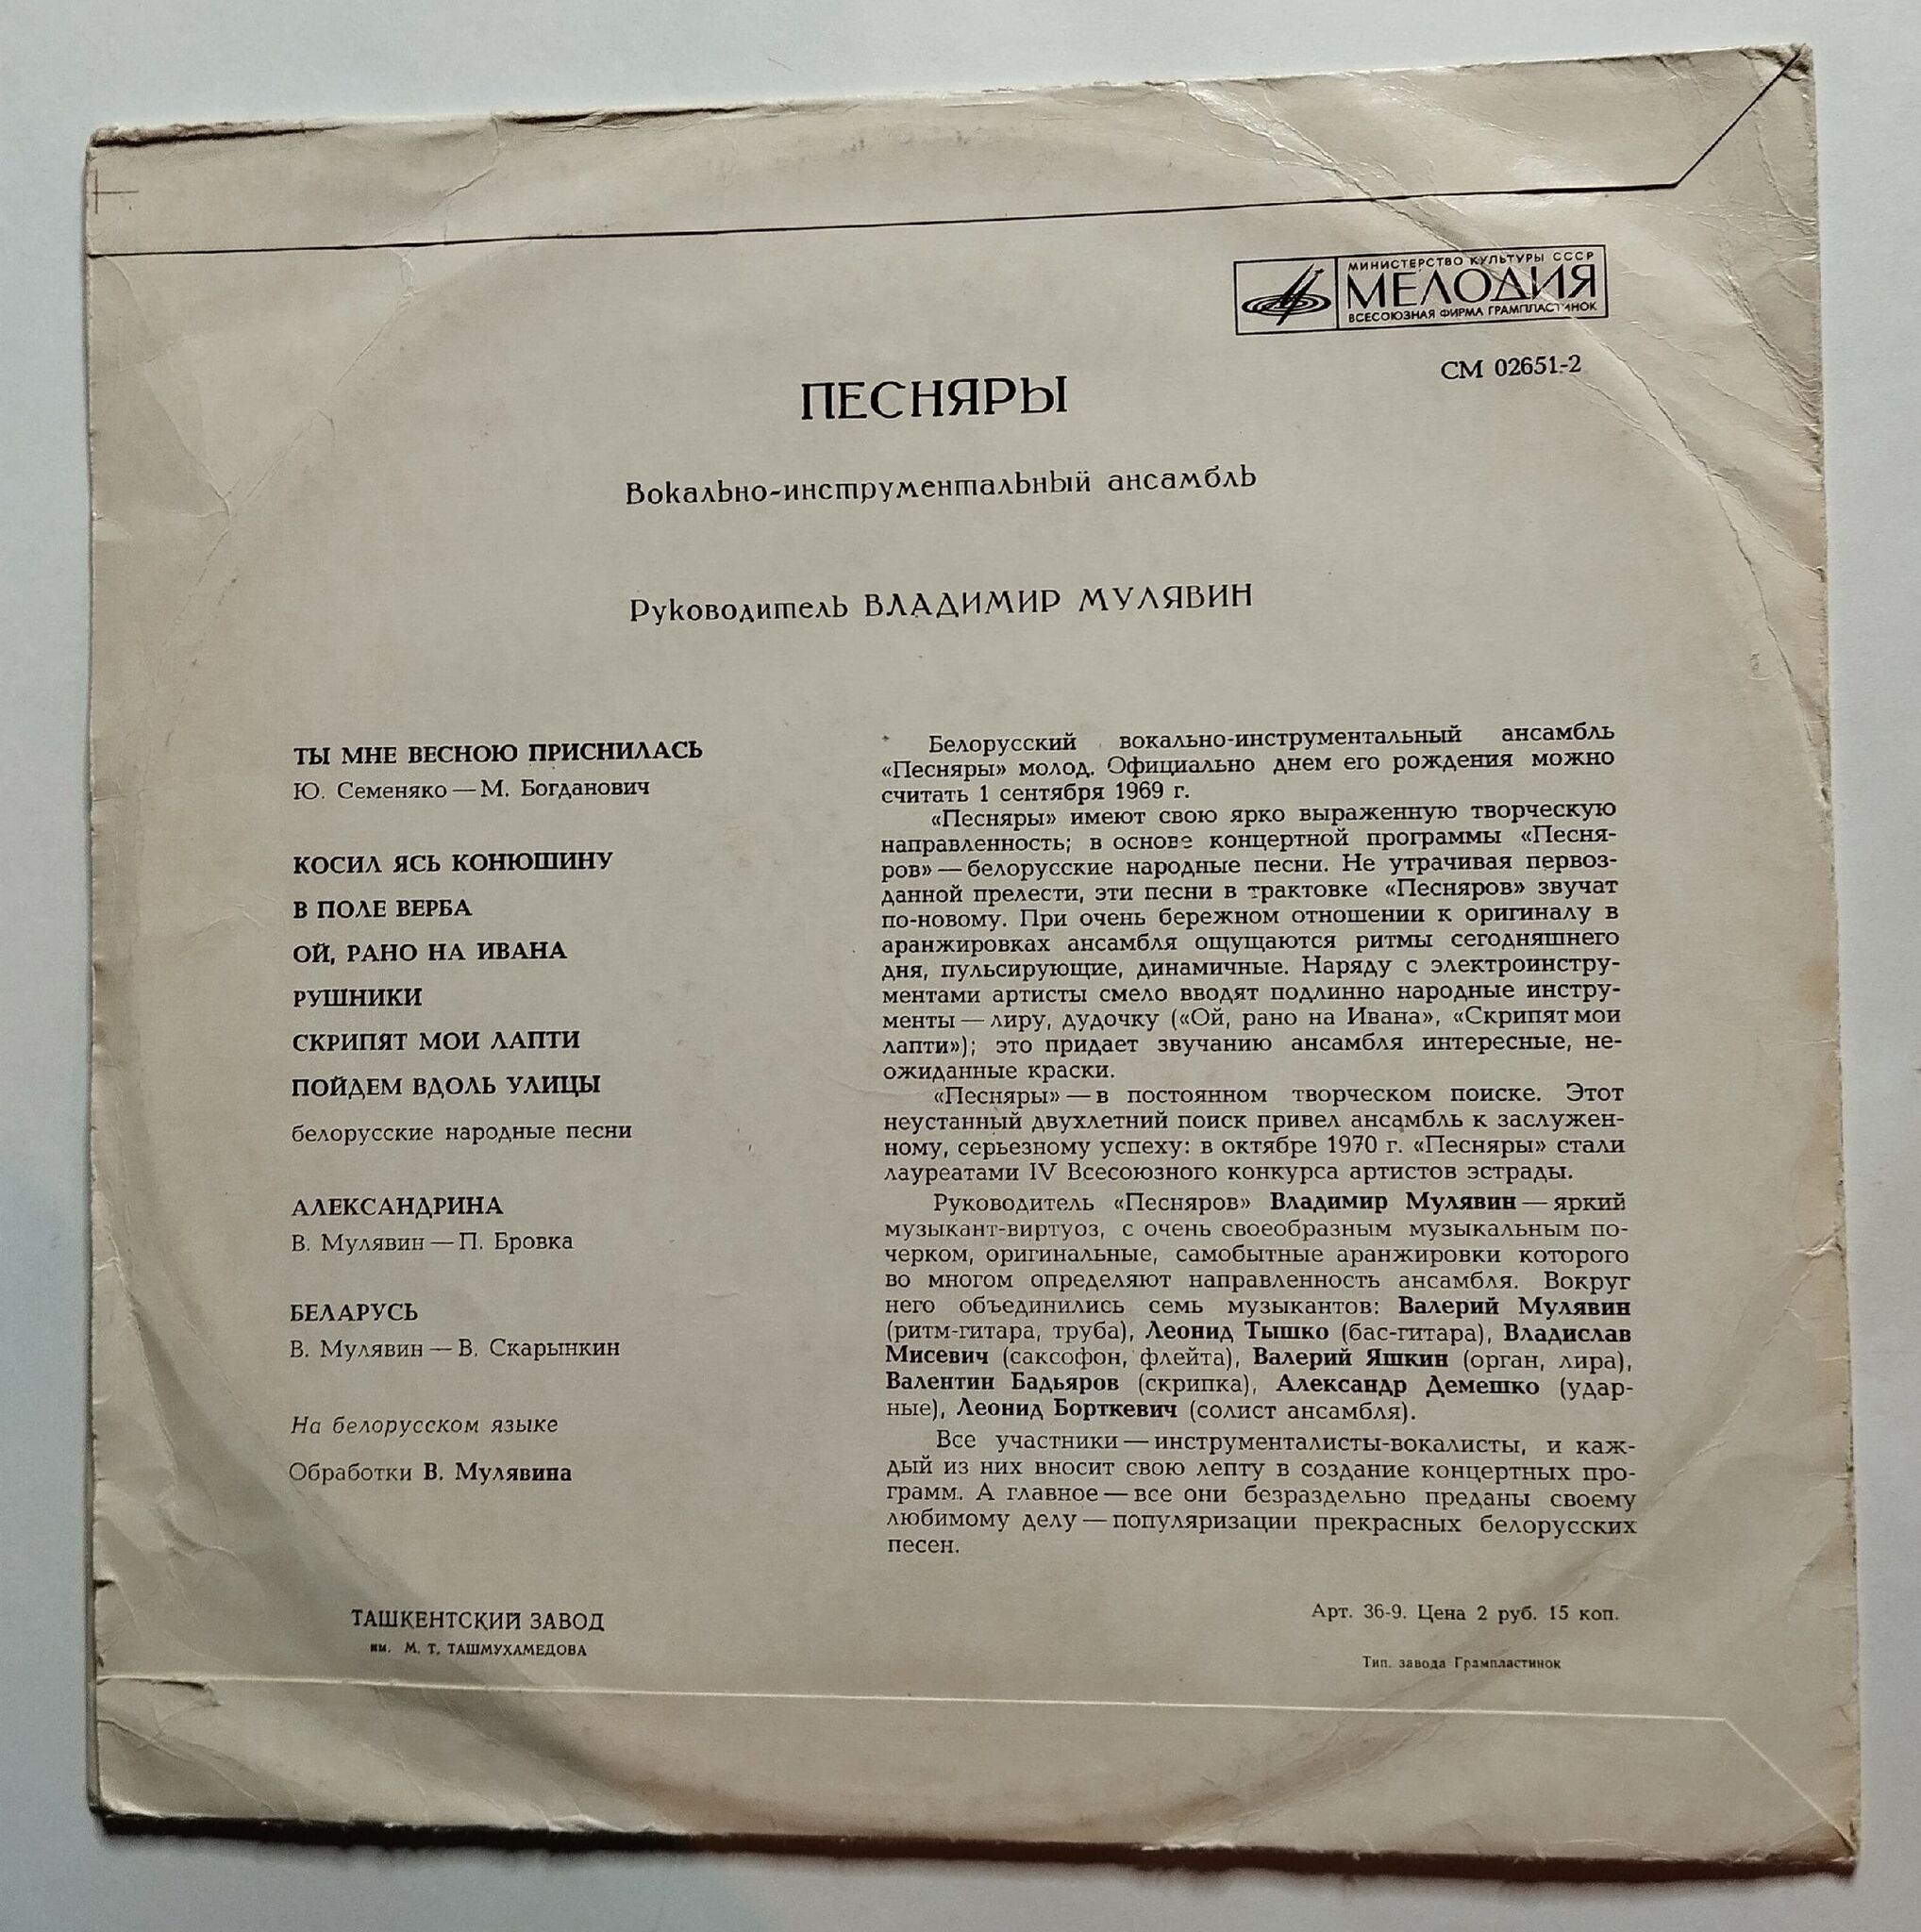 МИНИСТЕРСТВО КУЛЬТУРЫ СССР
МЕЛОДИЯ
ВСЕСОЮЗНАЯ ФИРМА ГРАМПЛАСТИНОК
СМ 02651-2
ПЕСНЯРЫ
Вокально-инструментальный ансамбль
Руководитель ВЛАДИМИР МУЛЯВИН
ТЫ МНЕ ВЕСНОЮ ПРИСНИЛАСЬ
Ю. Семеняко — М. Богданович
КОСИЛ ЯСЬ КОНЮШИНУ
В ПОЛЕ ВЕРБА
ОЙ, РАНО НА ИВАНА
РУШНИКИ
СКРИПЯТ МОИ ЛАПТИ
ПОЙДЕМ ВДОЛЬ УЛИЦЫ
белорусские народные песни
АЛЕКСАНДРИНА
В. Мулявин — П. Бровка
БЕЛАРУСЬ
В. Мулявин — В. Скарынкин
На белорусском языке
Обработки В. Мулявина
Белорусский вокально-инструментальный ансамбль
«Песняры» молод. Официально днем его рождения можно
считать 1 сентября 1969 г.
«Песняры» имеют свою ярко выраженную творческую
направленность; в основе концертной программы «Песня-
ров» — белорусские народные песни. Не утрачивая первоз-
данной прелести, эти песни в трактовке «Песняров» звучат
по-новому. При очень бережном отношении к оригиналу в
аранжировках ансамбля ощущаются ритмы сегодняшнего
дня, пульсирующие, динамичные. Наряду с электроинстру-
ментами артисты смело вводят подлинно народные инстру-
менты — лиру, дудочку («Ой, рано на Ивана», «Скрипят мои
лапти»); это придает звучанию ансамбля интересные, не-
ожиданные краски.
«Песняры» — в постоянном творческом поиске. Этот
неустанный двухлетний поиск привел ансамбль к заслужен-
ному, серьезному успеху: в октябре 1970 г. «Песняры» стали
лауреатами IV Всесоюзного конкурса артистов эстрады.
Руководитель «Песняров» Владимир Мулявин — яркий
музыкант-виртуоз, с очень своеобразным музыкальным по-
черком, оригинальные, самобытные аранжировки которого
во многом определяют направленность ансамбля. Вокруг
него объединились семь музыкантов: Валерий Мулявин
(ритм-гитара, труба), Леонид Тышко (бас-гитара), Владислав
Мисевич (саксофон, флейта), Валерий Яшкин (орган, лира),
Валентин Бадьяров (скрипка), Александр Демешко (удар-
ные), Леонид Борткевич (солист ансамбля).
Все участники — инструменталисты-вокалисты, и каж-
дый из них вносит свою лепту в создание концертных про-
грамм. А главное — все они безраздельно преданы своему
любимому делу — популяризации прекрасных белорусских
песен.
ТАШКЕНТСКИЙ ЗАВОД
им. М. Т. ТАШМУХАМЕДОВА
Арт. 36-9. Цена 2 руб. 15 коп.
Тип. завода Грампластинок